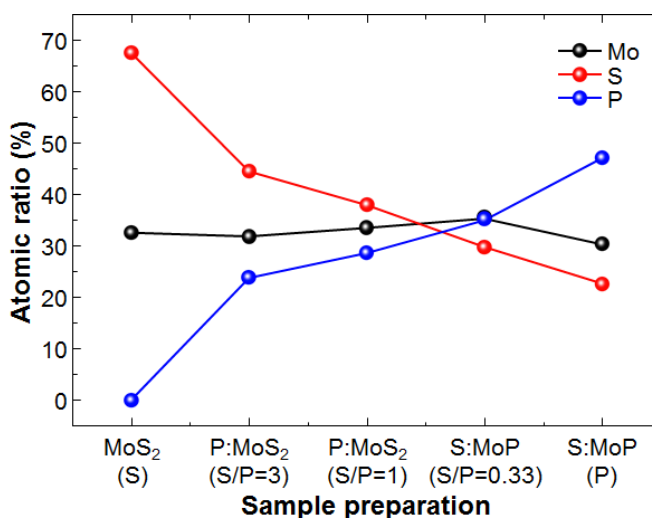 Atomic ratio (%)
70
60
50
40
30
20
10
0
Mo
S
P
MoS₂ P:MoS₂ P:MoS₂ S:MoP S:MoP
(S) (S/P=3) (S/P=1) (S/P=0.33) (P)
Sample preparation